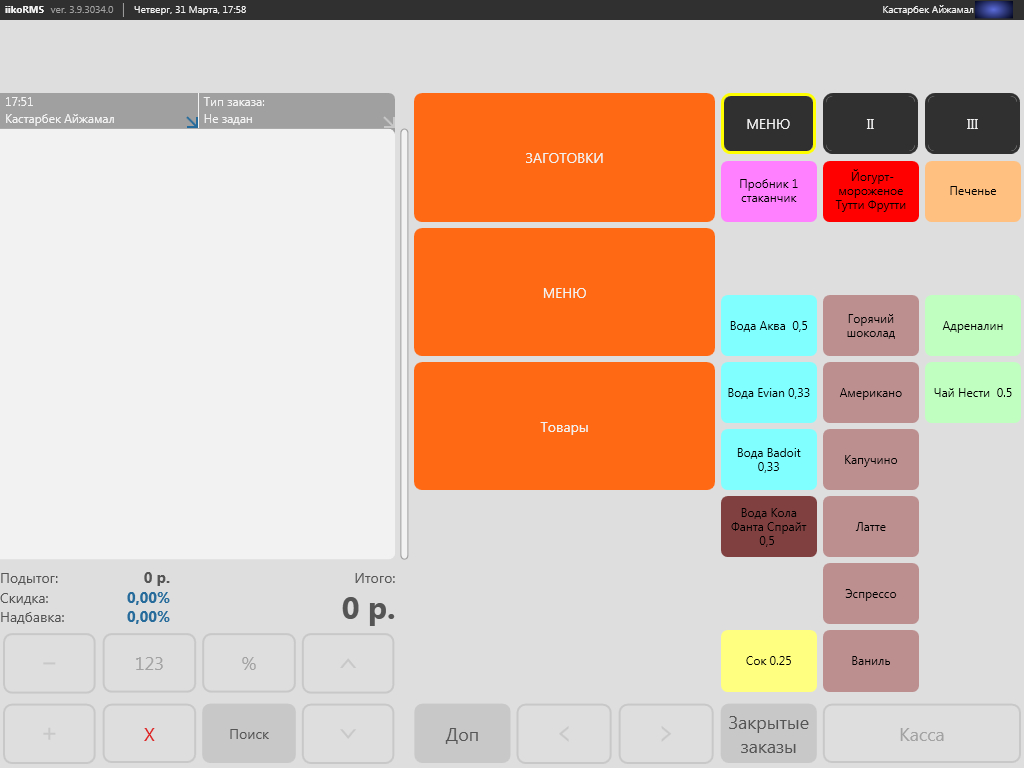 iikoRMS ver. 3.9.3034.0 Четверг, 31 Марта, 17:58 Кастарбек Айжамал
17:51 Тип заказа:
Кастарбек Айжамал Не задан
ЗАГОТОВКИ
МЕНЮ
Товары
МЕНЮ II III
Пробник 1
стаканчик
Йогурт-
мороженое
Тутти Фрутти
Печенье
Вода Аква 0,5
Горячий
шоколад
Адреналин
Вода Evian 0,33
Американо
Чай Нести 0.5
Вода Badoit
0,33
Капучино
Вода Кола
Фанта Спрайт
0,5
Латте
Эспрессо
Сок 0.25
Ваниль
Подытог: 0 р. Итого:
Скидка: 0,00% 0 р.
Надбавка: 0,00%
− 123 %
+ X Поиск Доп < >
Закрытые
заказы
Касса